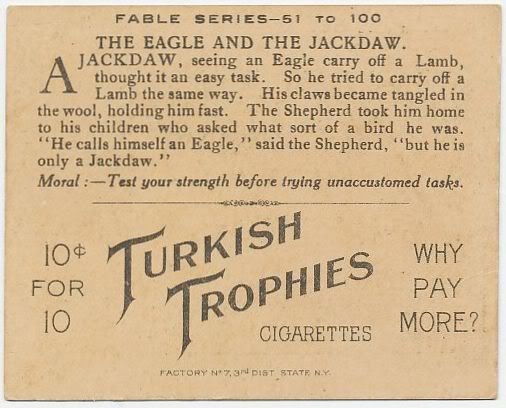 FABLE SERIES—51 TO 100
THE EAGLE AND THE JACKDAW.
A JACKDAW, seeing an Eagle carry off a Lamb,
thought it an easy task. So he tried to carry off a
Lamb the same way. His claws became tangled in
the wool, holding him fast. The Shepherd took him home
to his children who asked what sort of a bird he was.
"He calls himself an Eagle," said the Shepherd, "but he is
only a Jackdaw."
Moral:—Test your strength before trying unaccustomed tasks.
10¢
FOR
10
TURKISH
TROPHIES
CIGARETTES
WHY
PAY
MORE?
FACTORY Nº 7, 3rd DIST. STATE N.Y.